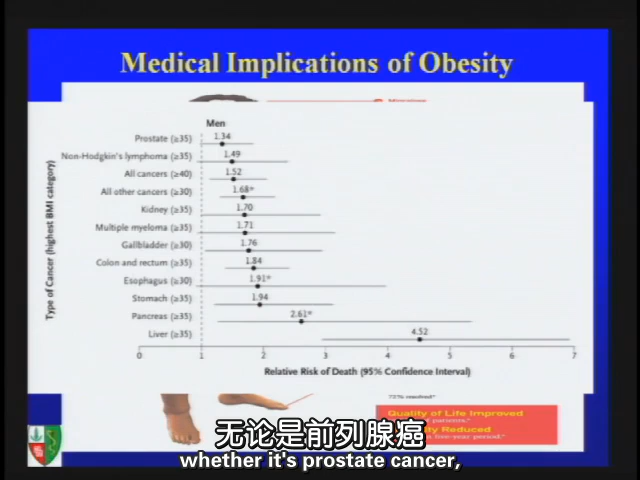 Medical Implications of Obesity
Men
Prostate (≥35) 1.34
Non-Hodgkin's lymphoma (≥35) 1.49
All cancers (≥40) 1.52
All other cancers (≥30) 1.68*
Kidney (≥35) 1.70
Multiple myeloma (≥35) 1.71
Gallbladder (≥30) 1.76
Colon and rectum (≥35) 1.84
Esophagus (≥30) 1.91*
Stomach (≥35) 1.94
Pancreas (≥35) 2.61*
Liver (≥35) 4.52
Type of Cancer (highest BMI category)
0 1 2 3 4 5 6 7
Relative Risk of Death (95% Confidence Interval)
Quality of Life Improved
of patients.
Reduced
five-year period.
无论是前列腺癌
whether it's prostate cancer,